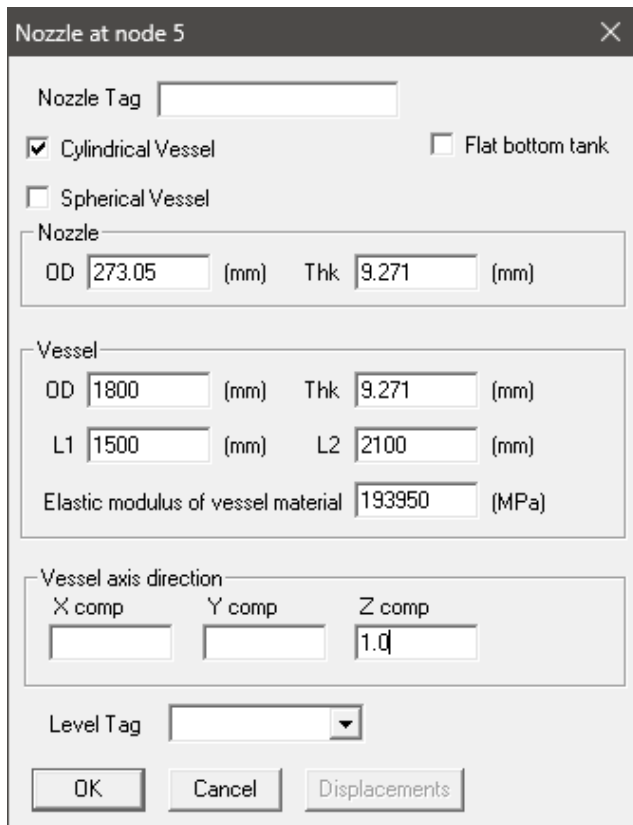 Nozzle at node 5
Nozzle Tag
Cylindrical Vessel Flat bottom tank
Spherical Vessel
Nozzle
OD 273.05 (mm) Thk 9.271 (mm)
Vessel
OD 1800 (mm) Thk 9.271 (mm)
L1 1500 (mm) L2 2100 (mm)
Elastic modulus of vessel material 193950 (MPa)
Vessel axis direction
X comp Y comp Z comp
1.0
Level Tag
OK Cancel Displacements